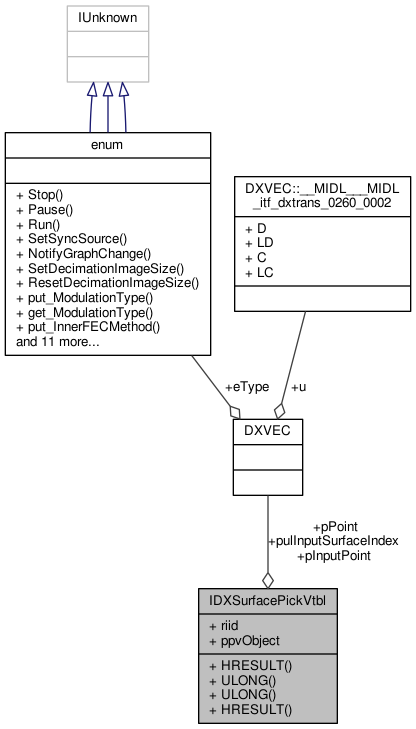 IUnknown
enum
+ Stop()
+ Pause()
+ Run()
+ SetSyncSource()
+ NotifyGraphChange()
+ SetDecimationImageSize()
+ ResetDecimationImageSize()
+ put_ModulationType()
+ get_ModulationType()
+ put_InnerFECMethod()
and 11 more...
DXVEC::__MIDL___MIDL
_itf_dxtrans_0260_0002
+ D
+ LD
+ C
+ LC
+eType
+u
DXVEC
+pPoint
+pulInputSurfaceIndex
+pInputPoint
IDXSurfacePickVtbl
+ riid
+ ppvObject
+ HRESULT()
+ ULONG()
+ ULONG()
+ HRESULT()